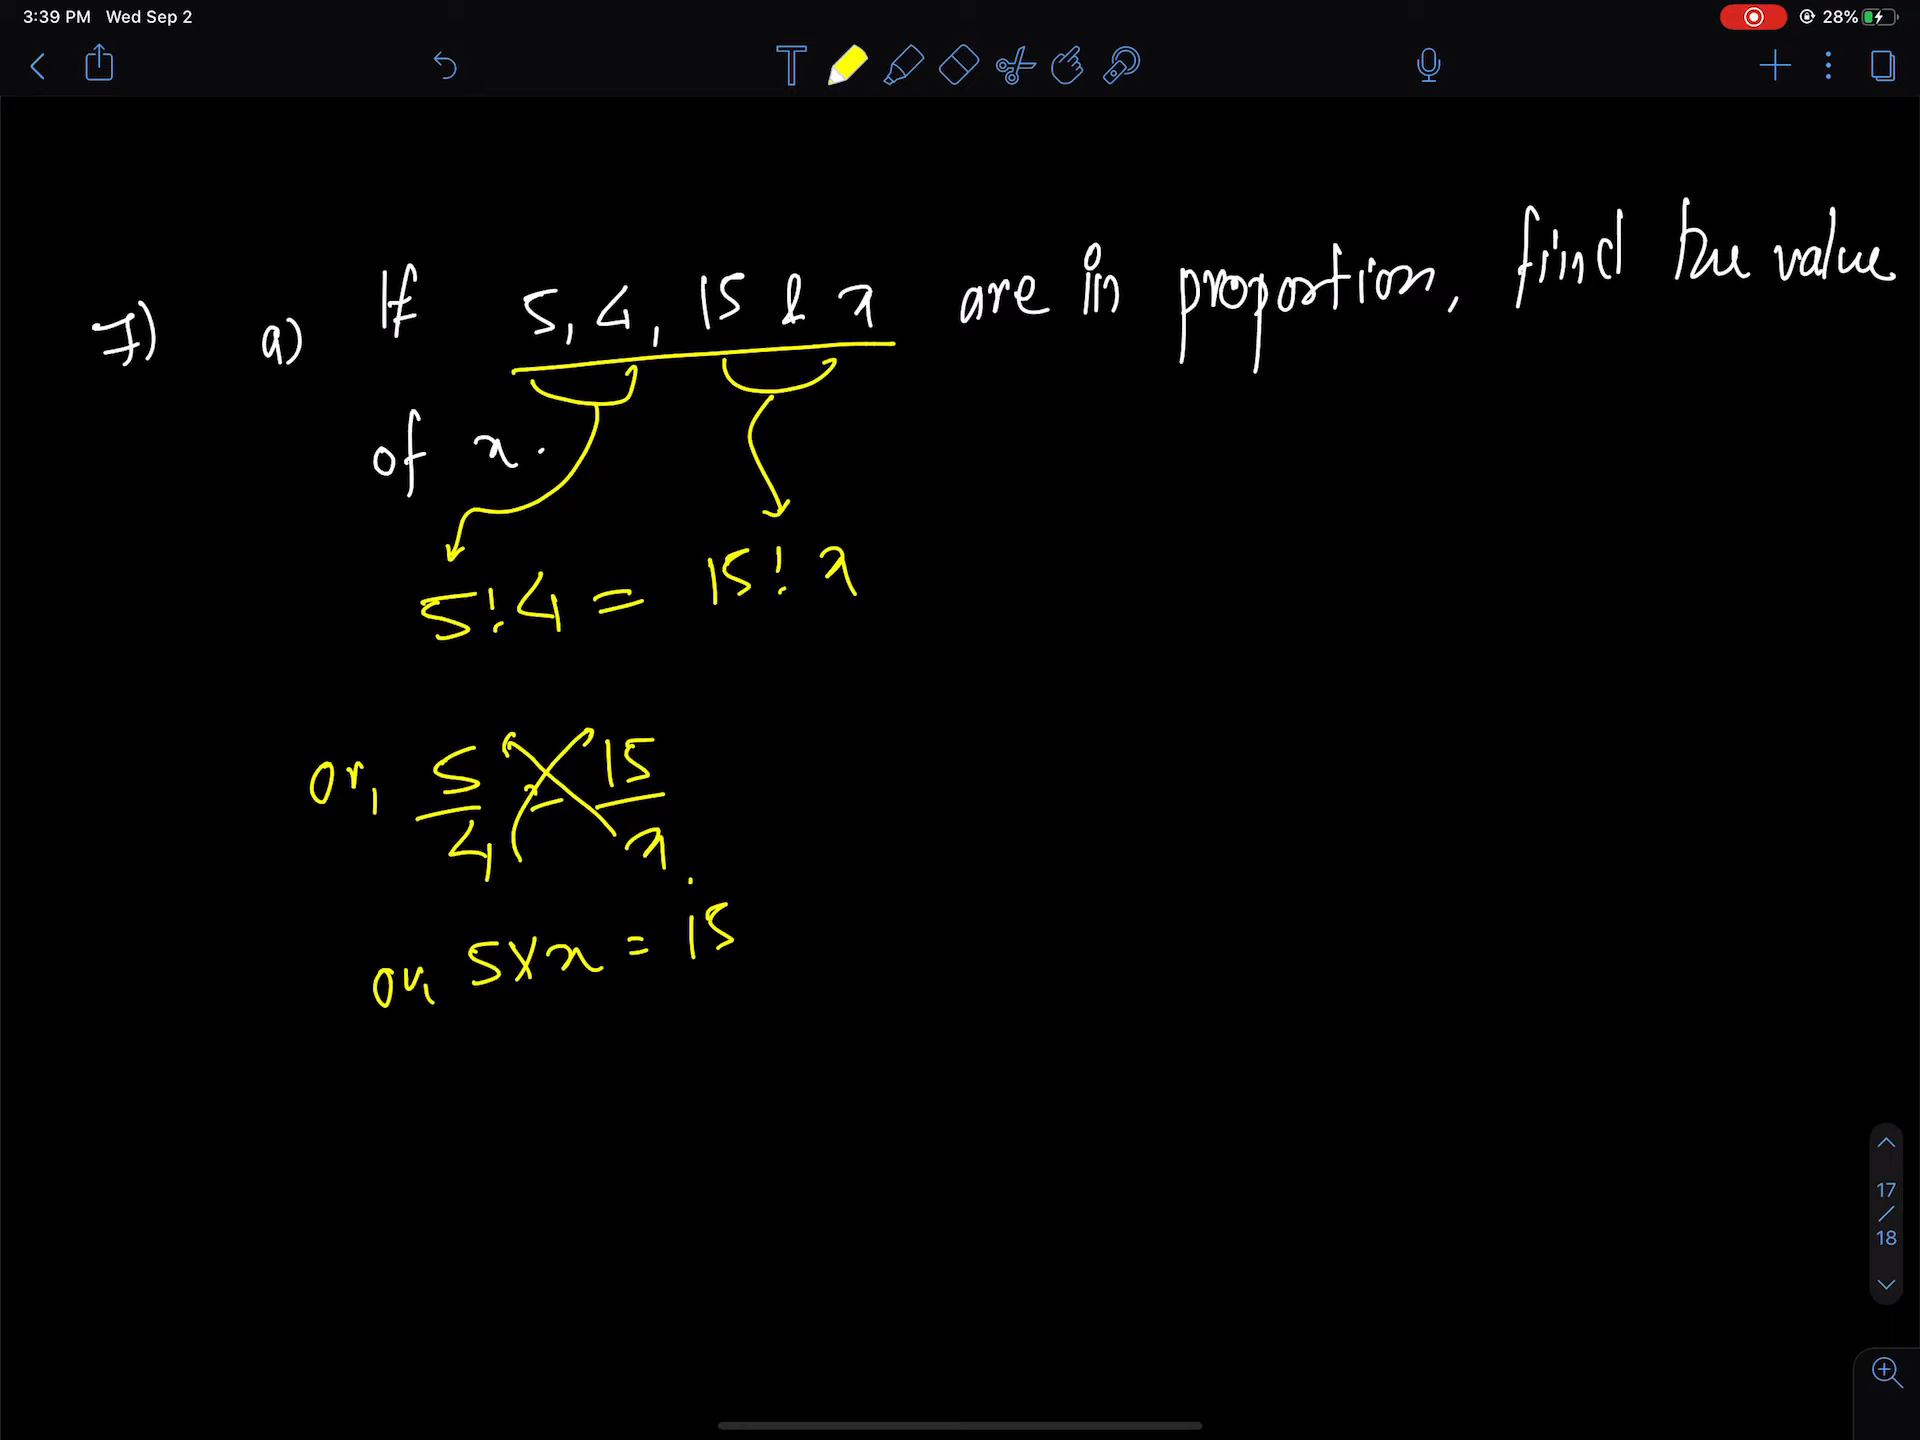 3:39 PM Wed Sep 2
28%
T
7) a) If 5, 4, 15 & x are in proportion, find the value
of x.
5:4 = 15:x
or, 5/4 = 15/x
or, 5×x = 15
17
/
18